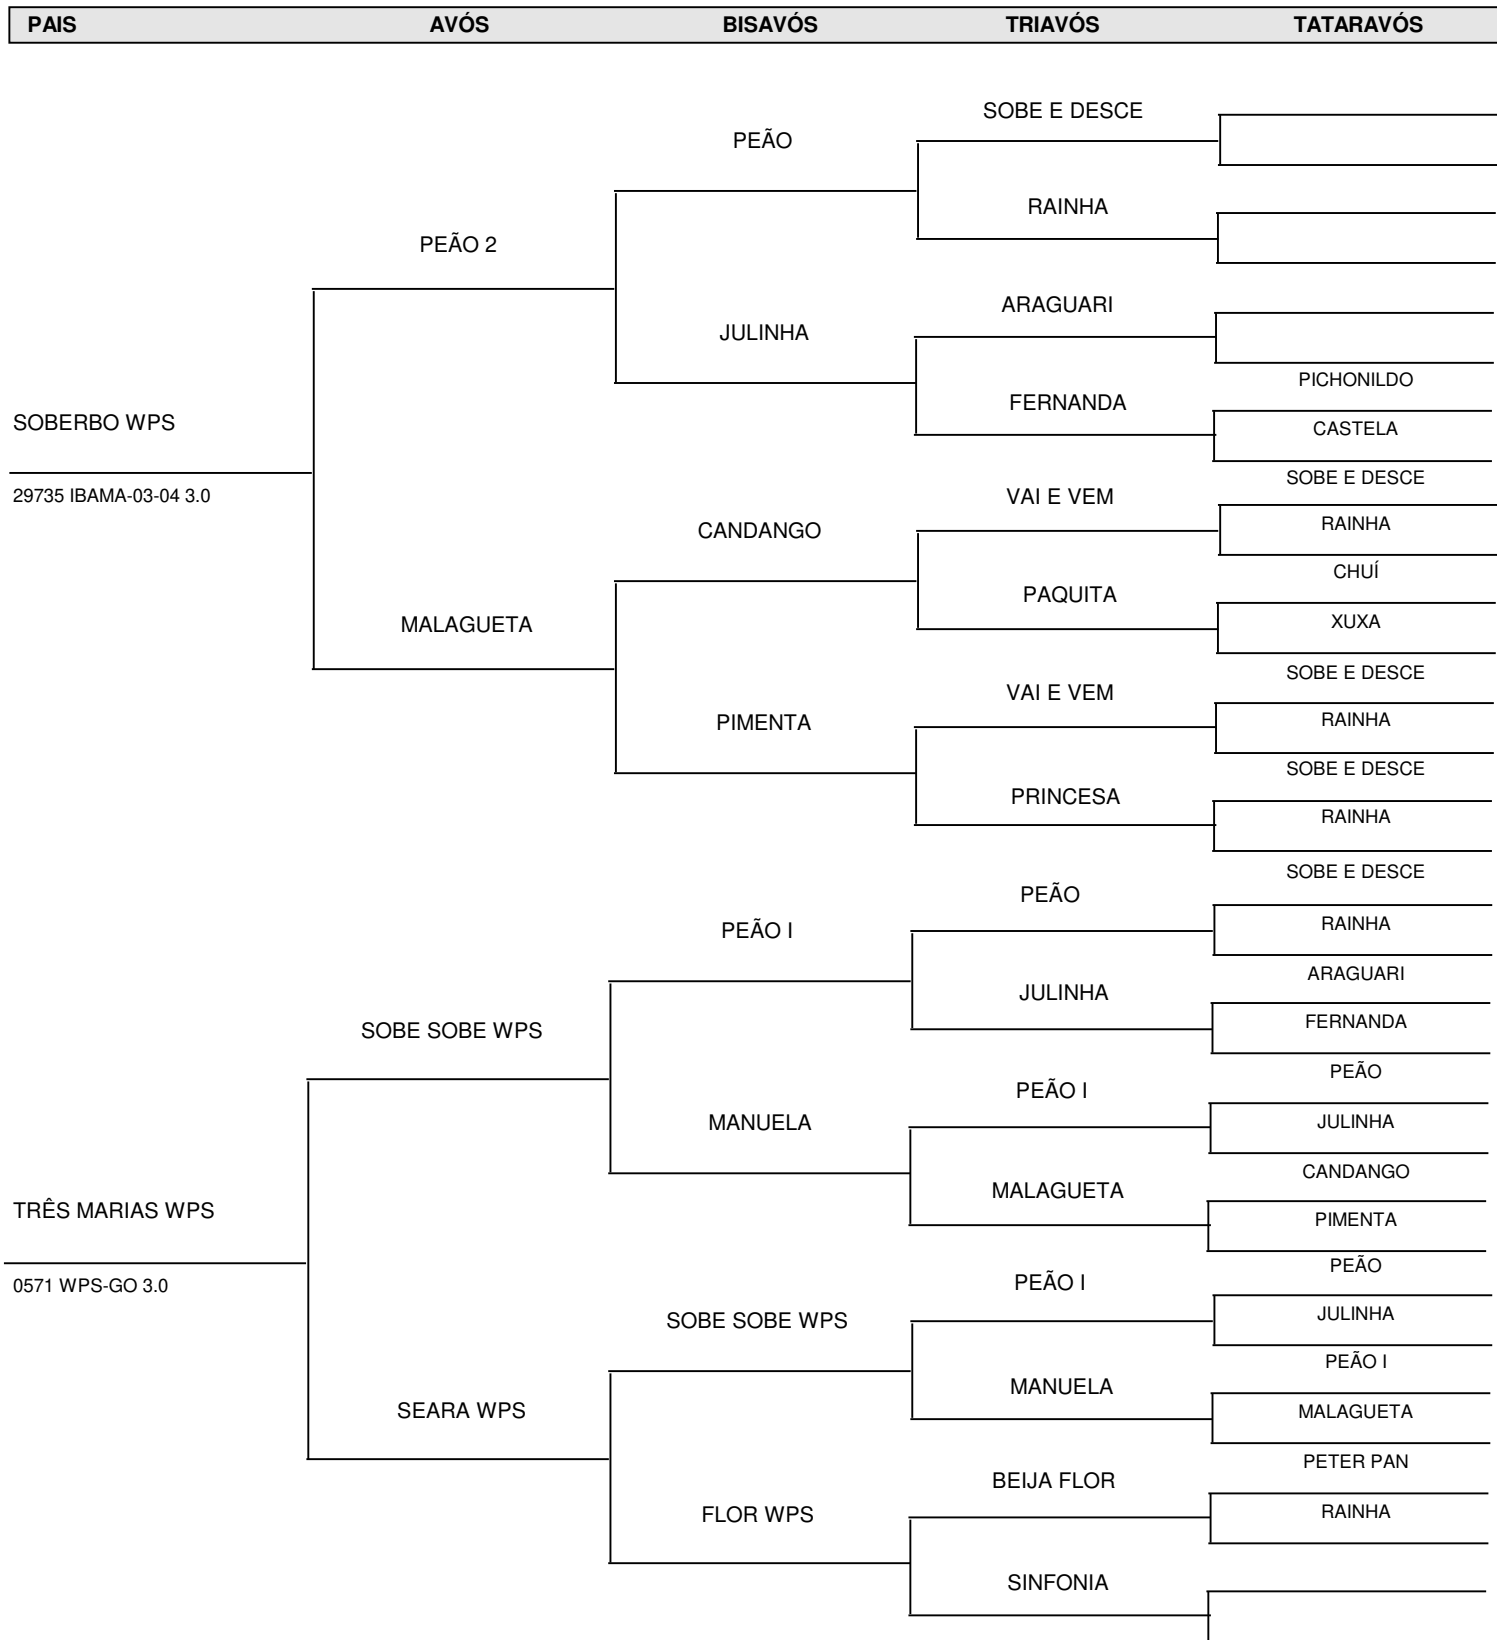 PAIS AVÓS BISAVÓS TRIAVÓS TATARAVÓS
SOBE E DESCE
PEÃO
RAINHA
PEÃO 2
ARAGUARI
JULINHA
PICHONILDO
FERNANDA
SOBERBO WPS
CASTELA
SOBE E DESCE
29735 IBAMA-03-04 3.0
VAI E VEM
RAINHA
CANDANGO
CHUÍ
PAQUITA
MALAGUETA
XUXA
SOBE E DESCE
VAI E VEM
RAINHA
PIMENTA
SOBE E DESCE
PRINCESA
RAINHA
SOBE E DESCE
PEÃO
RAINHA
PEÃO I
ARAGUARI
JULINHA
FERNANDA
SOBE SOBE WPS
PEÃO
PEÃO I
JULINHA
MANUELA
CANDANGO
MALAGUETA
TRÊS MARIAS WPS
PIMENTA
PEÃO
0571 WPS-GO 3.0
PEÃO I
JULINHA
SOBE SOBE WPS
PEÃO I
MANUELA
SEARA WPS
MALAGUETA
PETER PAN
BEIJA FLOR
RAINHA
FLOR WPS
SINFONIA